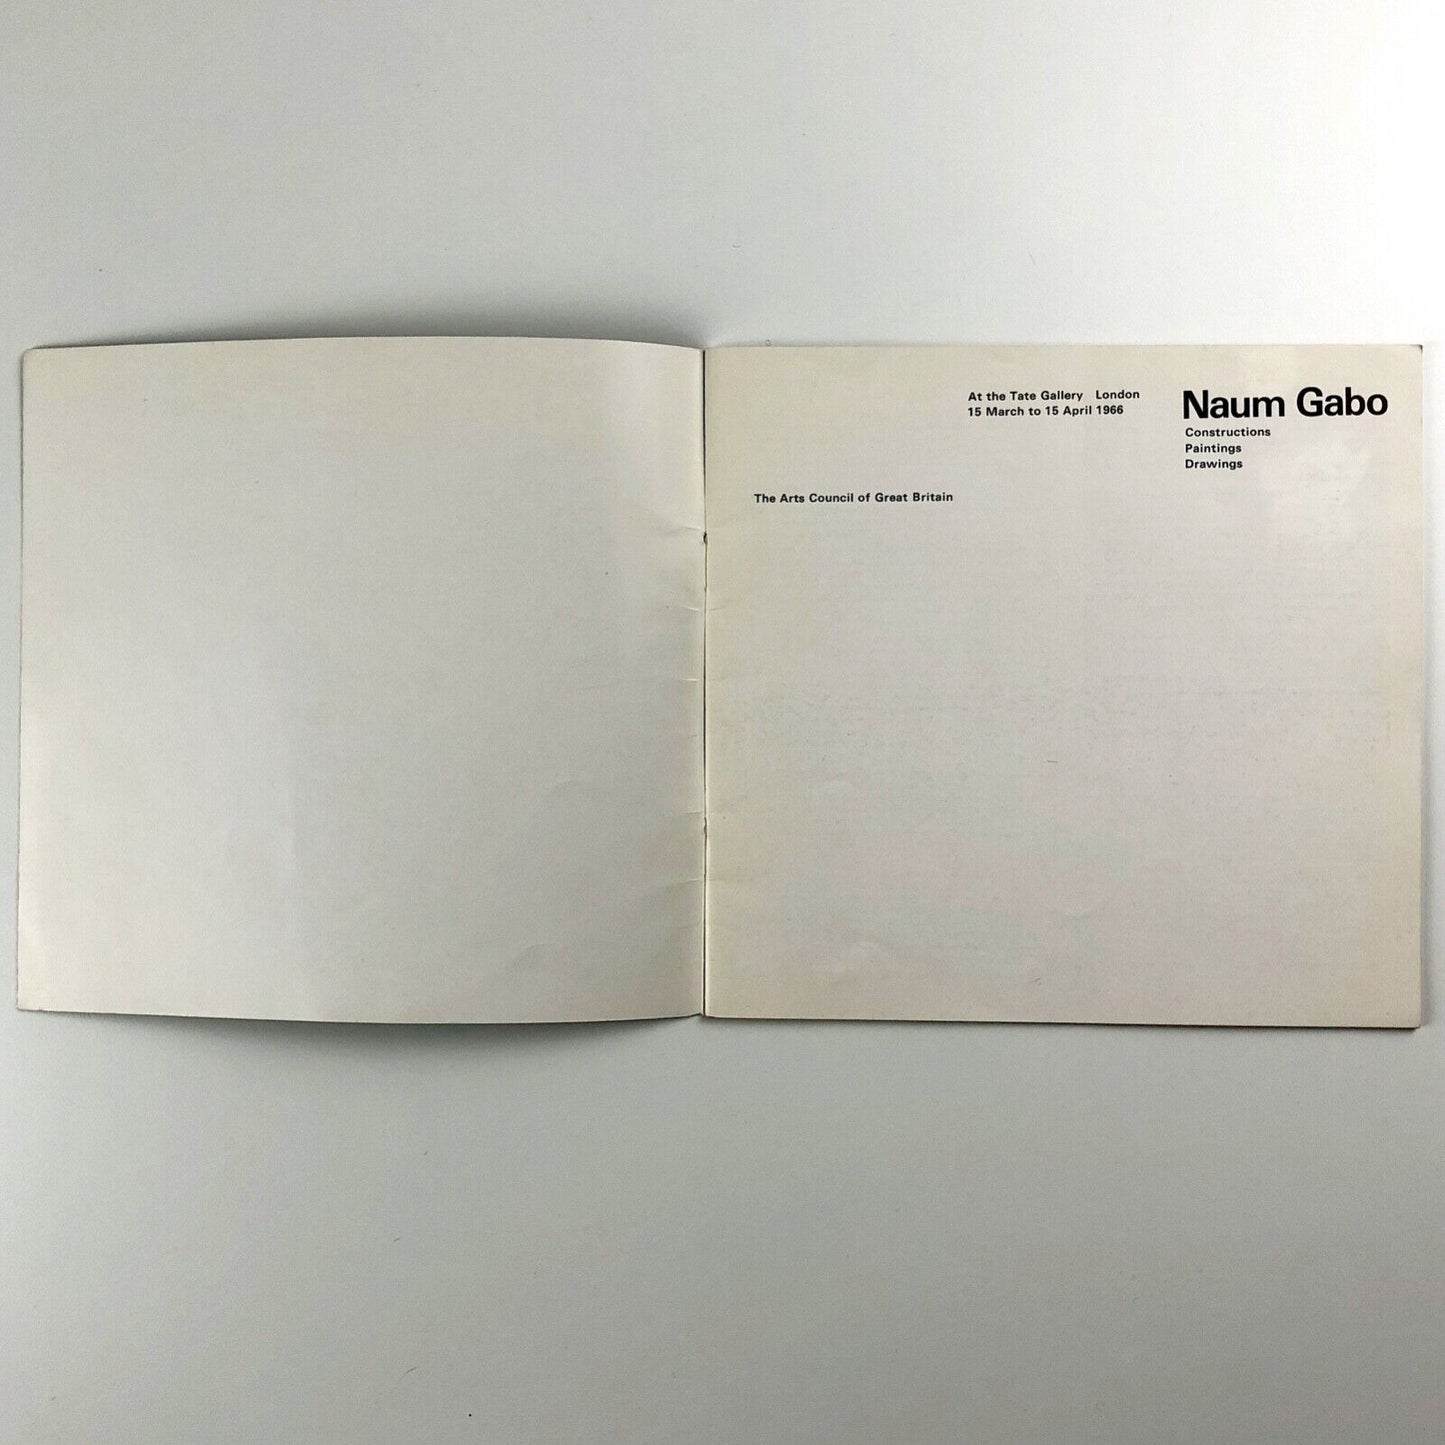 At the Tate Gallery London
15 March to 15 April 1966
Naum Gabo
Constructions
Paintings
Drawings
The Arts Council of Great Britain